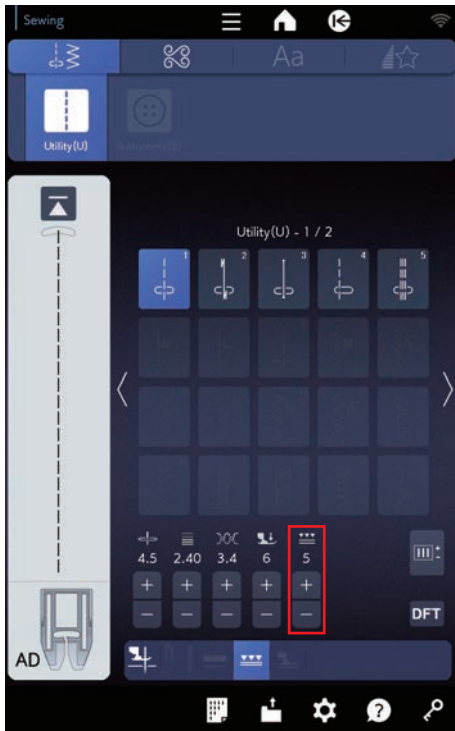 Sewing
Aa
Utility(U)
Utility(U) - 1 / 2
1 2 3 4 5
4.5 2.40 3.4 6 5
+ + + + +
- - - - -
DFT
AD
?